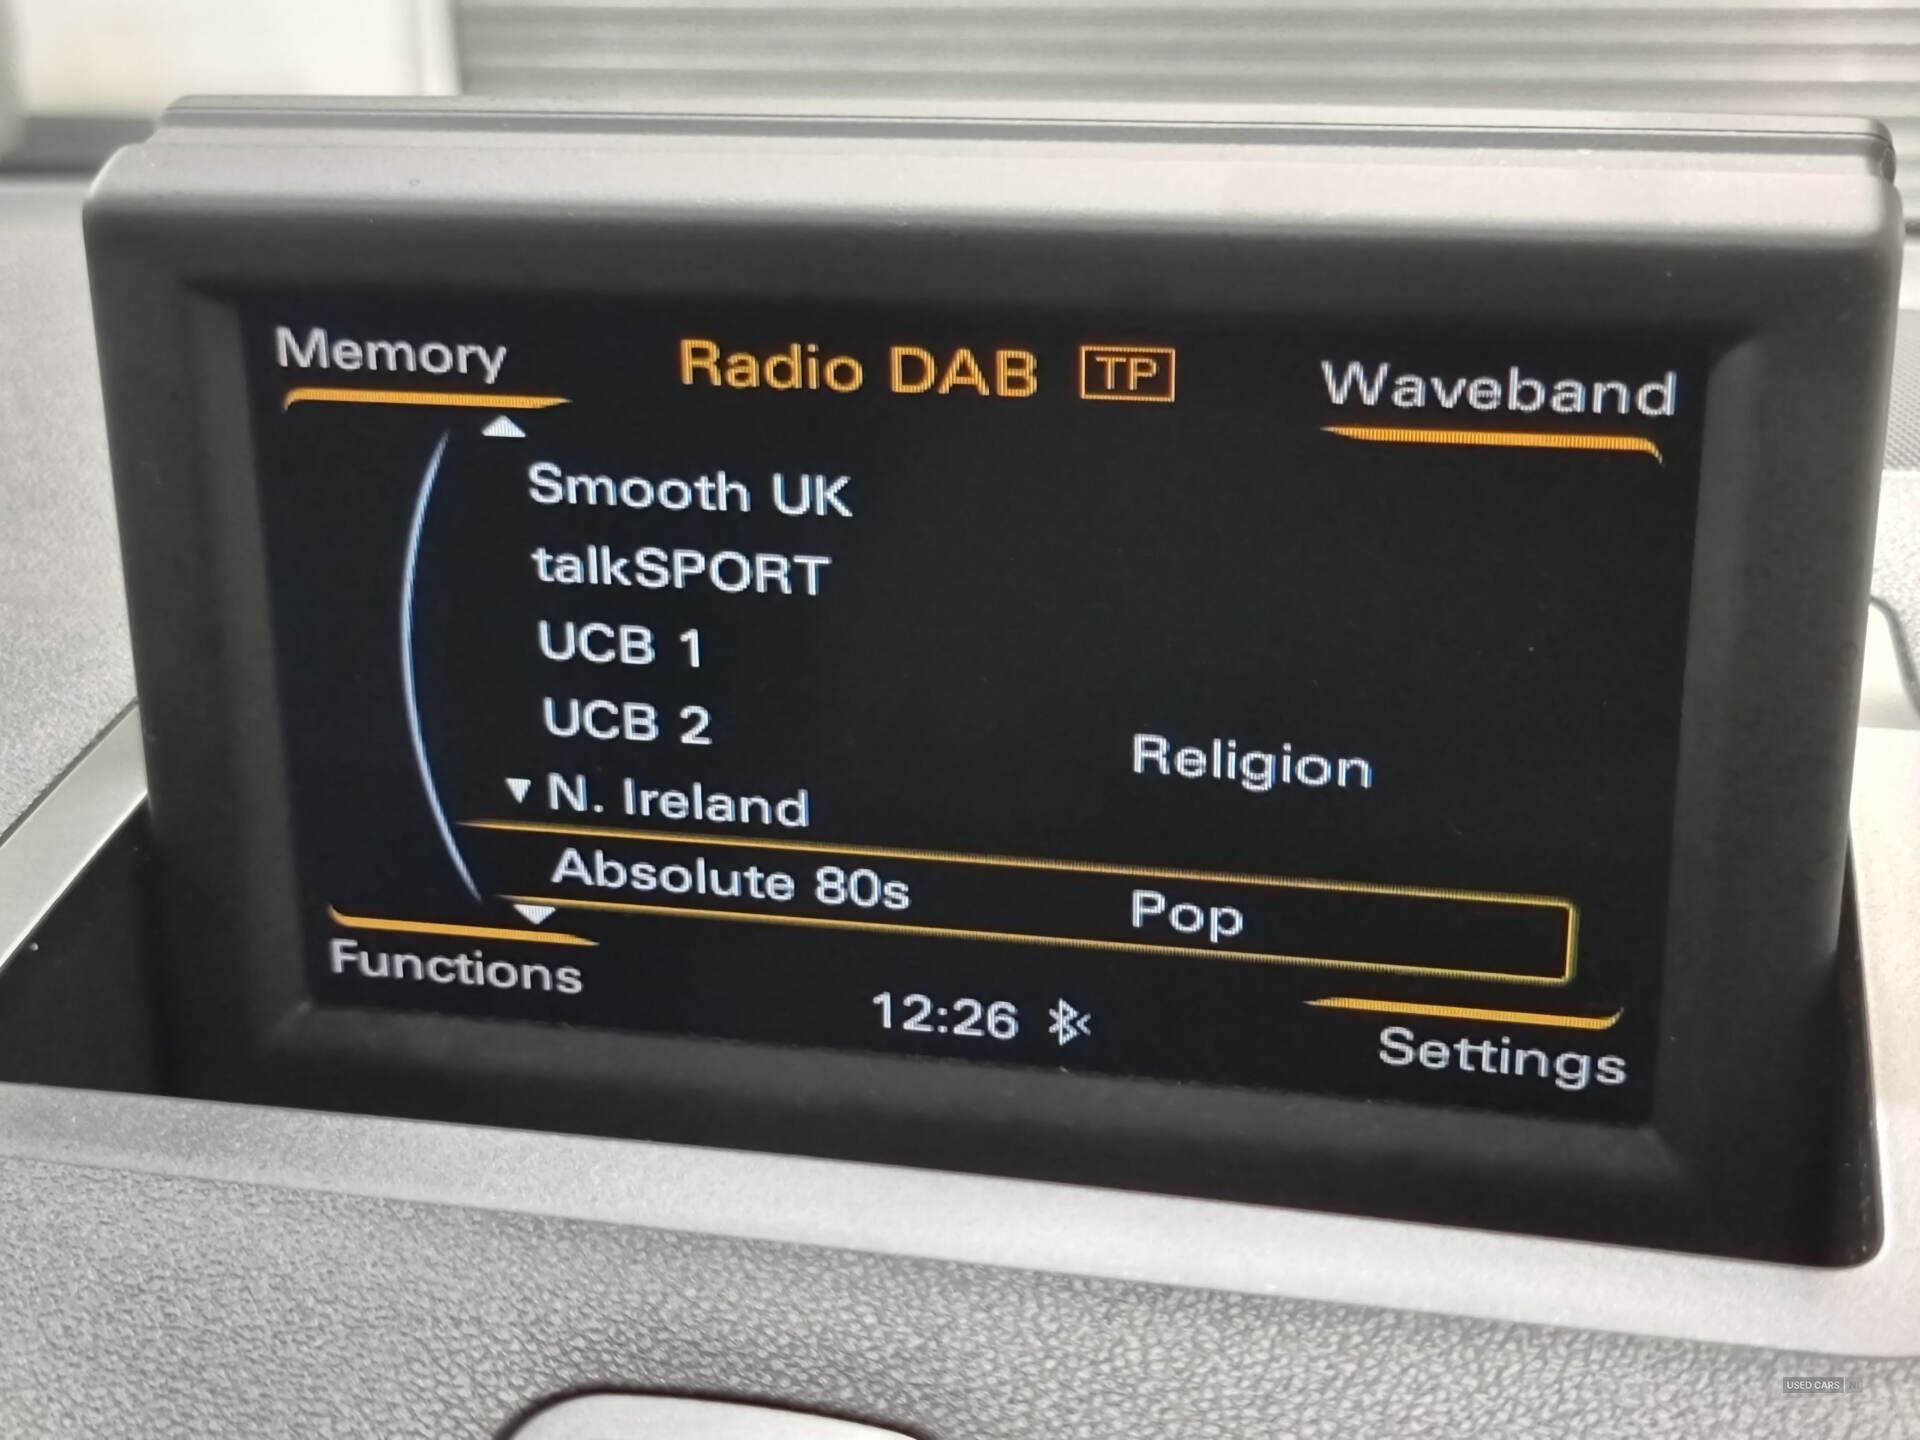 Memory
Radio DAB TP
Waveband
Smooth UK
talkSPORT
UCB 1
UCB 2 Religion
N. Ireland
Absolute 80s Pop
Functions
12:26
Settings
USED CARS NI